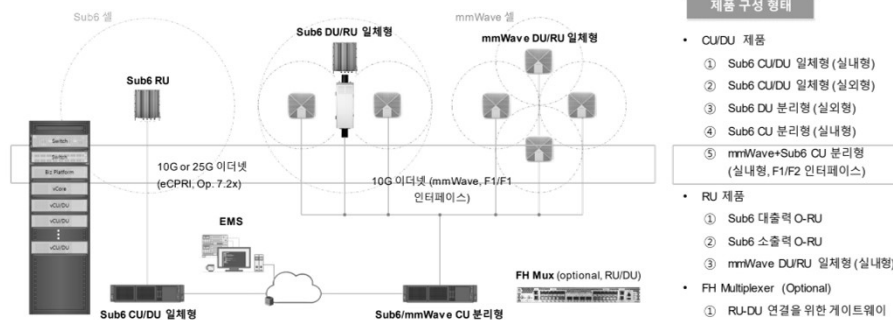 제품 구성 형태
Sub6 셀
mmWave 셀
Sub6 DU/RU 일체형
mmWave DU/RU 일체형
Sub6 RU
Switch
Switch
Biz Platform
vCore
vCU/DU
vCU/DU
vCU/DU
10G or 25G 이더넷
(eCPRI, Op. 7.2x)
10G 이더넷 (mmWave, F1/F1
인터페이스)
EMS
FH Mux (optional, RU/DU)
Sub6 CU/DU 일체형
Sub6/mmWave CU 분리형
• CU/DU 제품
① Sub6 CU/DU 일체형 (실내형)
② Sub6 CU/DU 일체형 (실외형)
③ Sub6 DU 분리형 (실외형)
④ Sub6 CU 분리형 (실내형)
⑤ mmWave+Sub6 CU 분리형
(실내형, F1/F2 인터페이스)
• RU 제품
① Sub6 대출력 O-RU
② Sub6 소출력 O-RU
③ mmWave DU/RU 일체형 (실내형)
• FH Multiplexer (Optional)
① RU-DU 연결을 위한 게이트웨이